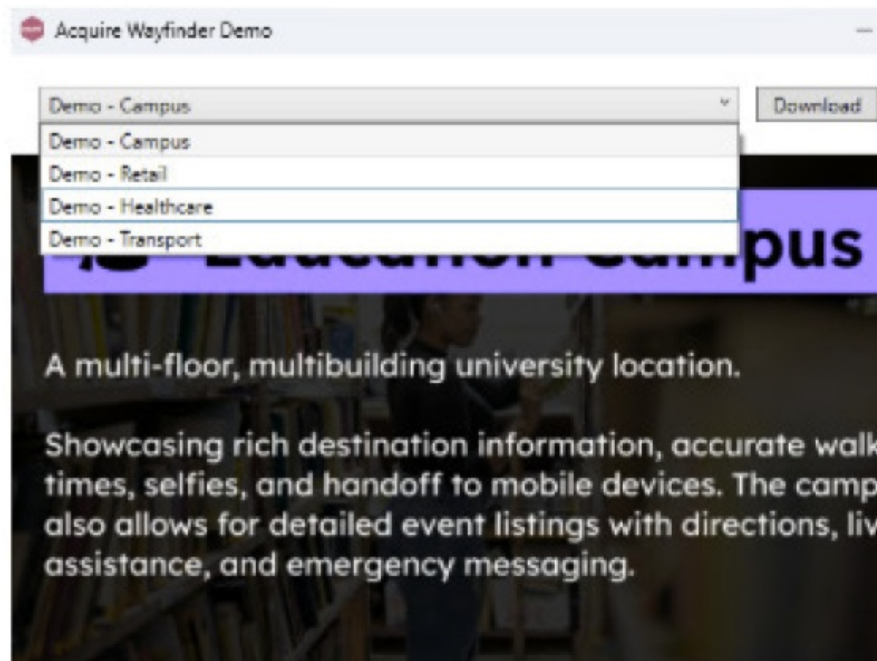 Acquire Wayfinder Demo
Demo - Campus
Download
Demo - Campus
Demo - Retail
Demo - Healthcare
Demo - Transport
Education Campus
A multi-floor, multibuilding university location.
Showcasing rich destination information, accurate walk
times, selfies, and handoff to mobile devices. The camp
also allows for detailed event listings with directions, liv
assistance, and emergency messaging.